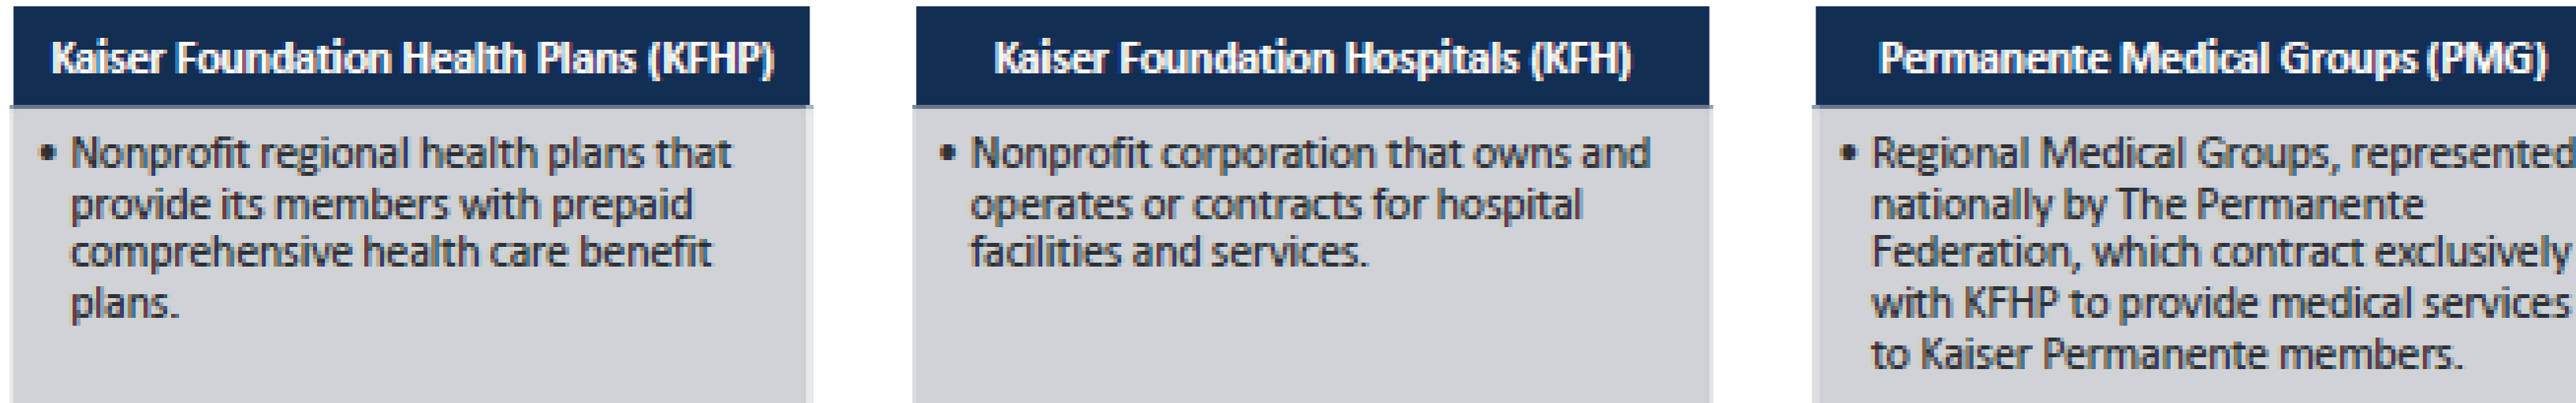 Kaiser Foundation Health Plans (KFHP)
• Nonprofit regional health plans that
provide its members with prepaid
comprehensive health care benefit
plans.
Kaiser Foundation Hospitals (KFH)
• Nonprofit corporation that owns and
operates or contracts for hospital
facilities and services.
Permanente Medical Groups (PMG)
• Regional Medical Groups, represented
nationally by The Permanente
Federation, which contract exclusively
with KFHP to provide medical services
to Kaiser Permanente members.